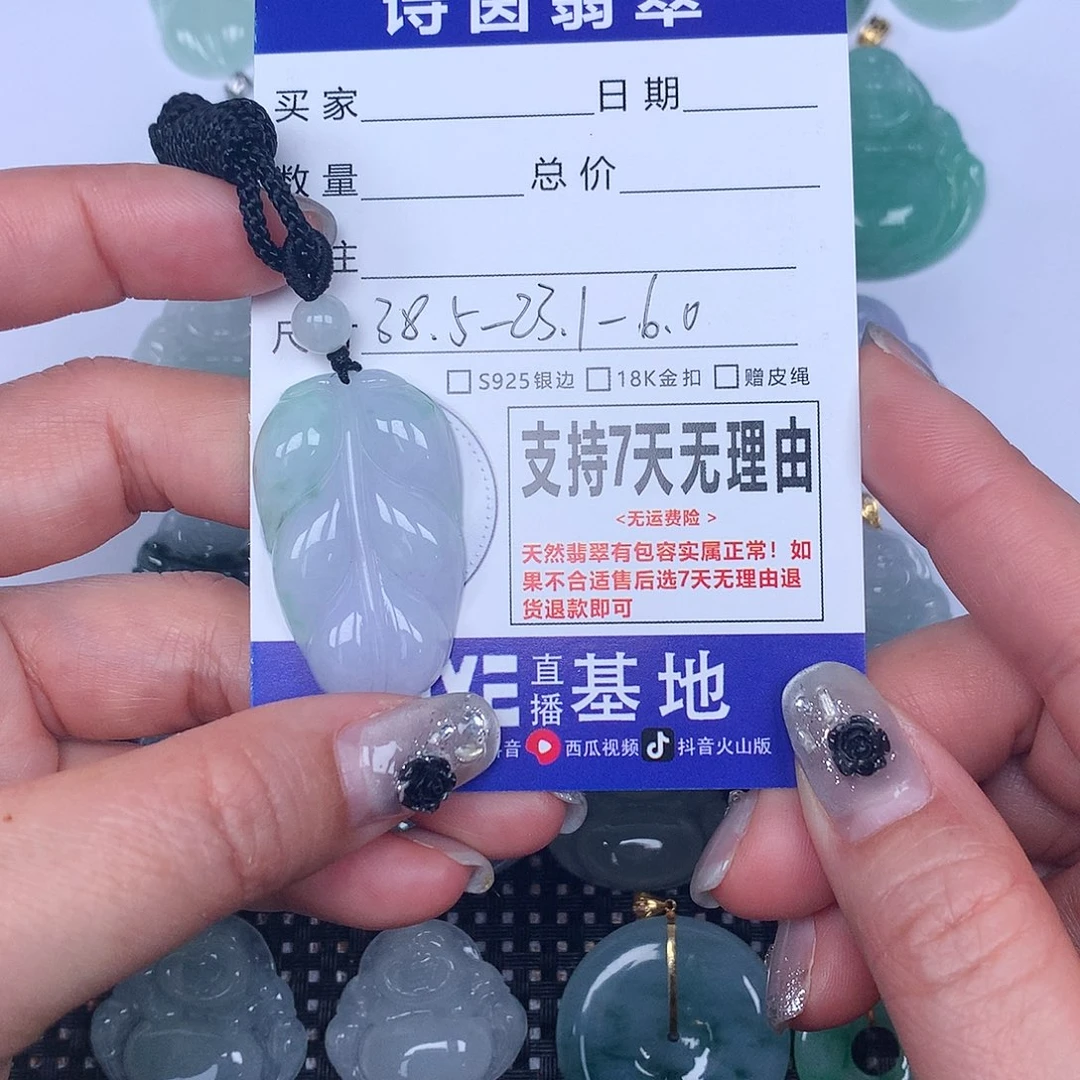 诗茵翡翠
买家 日期
数量 总价
注
尺 38.5-23.1-6.0
S925银边 18K金扣 赠皮绳
支持7天无理由
<无运费险 >
天然翡翠有包容实属正常！如
果不合适售后选7天无理由退
货退款即可
直播基地
音 西瓜视频 抖音火山版